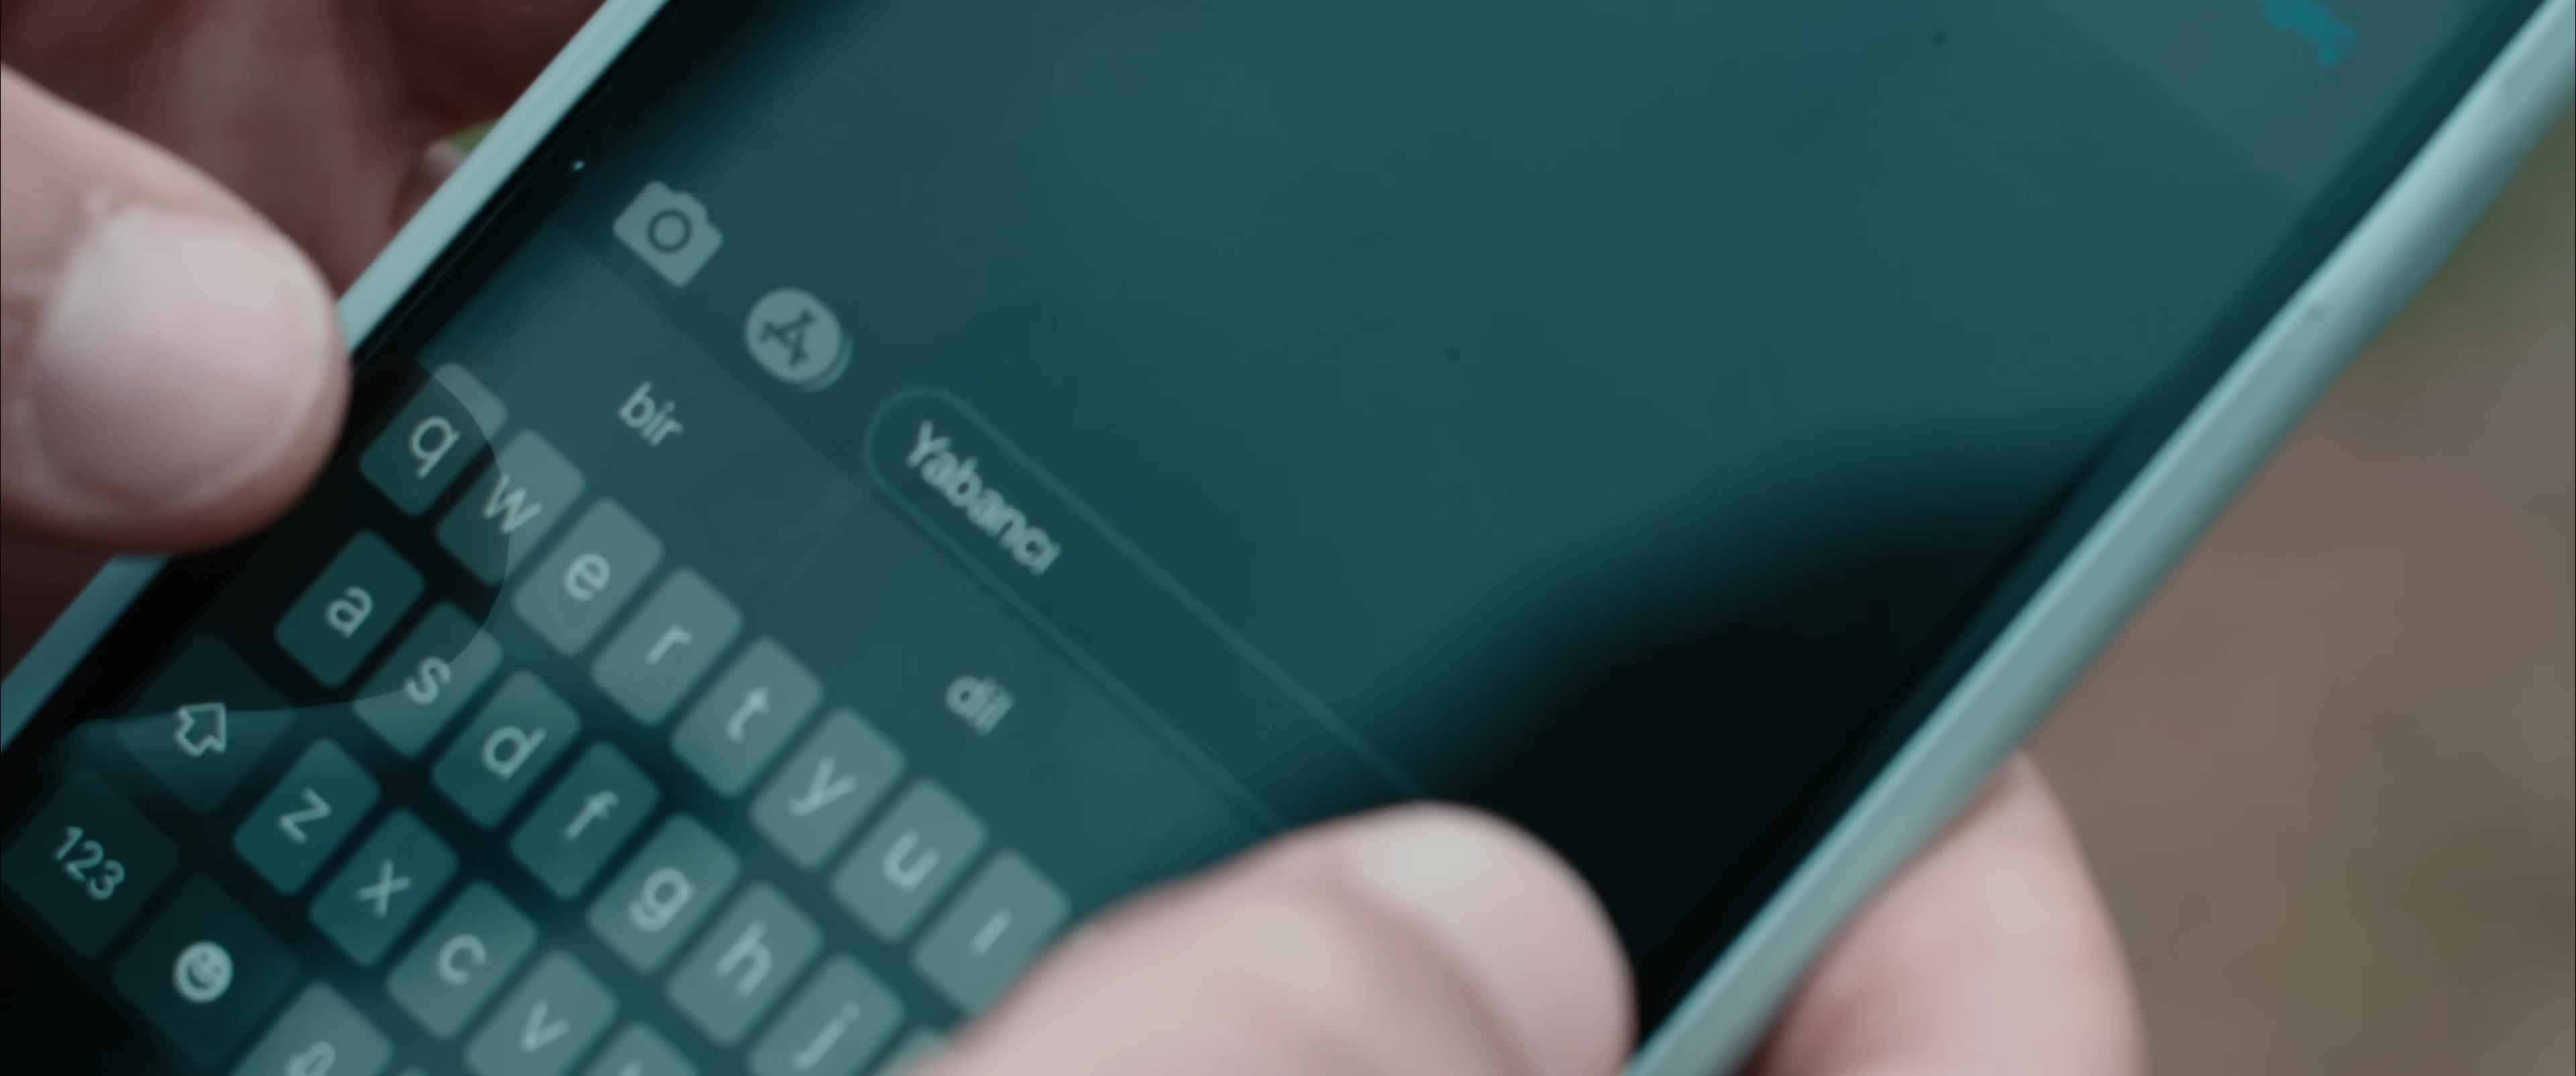 Yabancı
bir
dil
q w e r t y u ı
a s d f g h j
z x c v
123